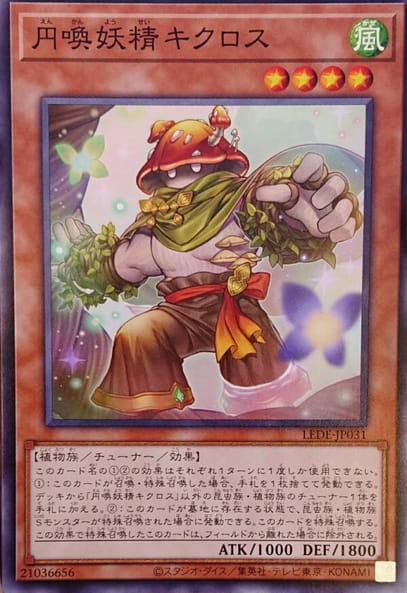 円喚妖精キクロス
えん かん よう せい
風
かぜ
LEDE-JP031
【植物族/チューナー/効果】
このカード名の①②の効果はそれぞれ1ターンに1度しか使用できない。
①:このカードが召喚・特殊召喚した場合、手札を1枚捨てて発動できる。
デッキから「円喚妖精キクロス」以外の昆虫族・植物族のチューナー1体
を手札に加える。②:このカードが墓地に存在する状態で、昆虫族・植物族
Sモンスターが特殊召喚された場合に発動できる。このカードを特殊召喚する。
この効果で特殊召喚したこのカードは、フィールドから離れた場合に除外される。
ATK/1000 DEF/1800
21036656 ©スタジオ・ダイス/集英社・テレビ東京・KONAMI